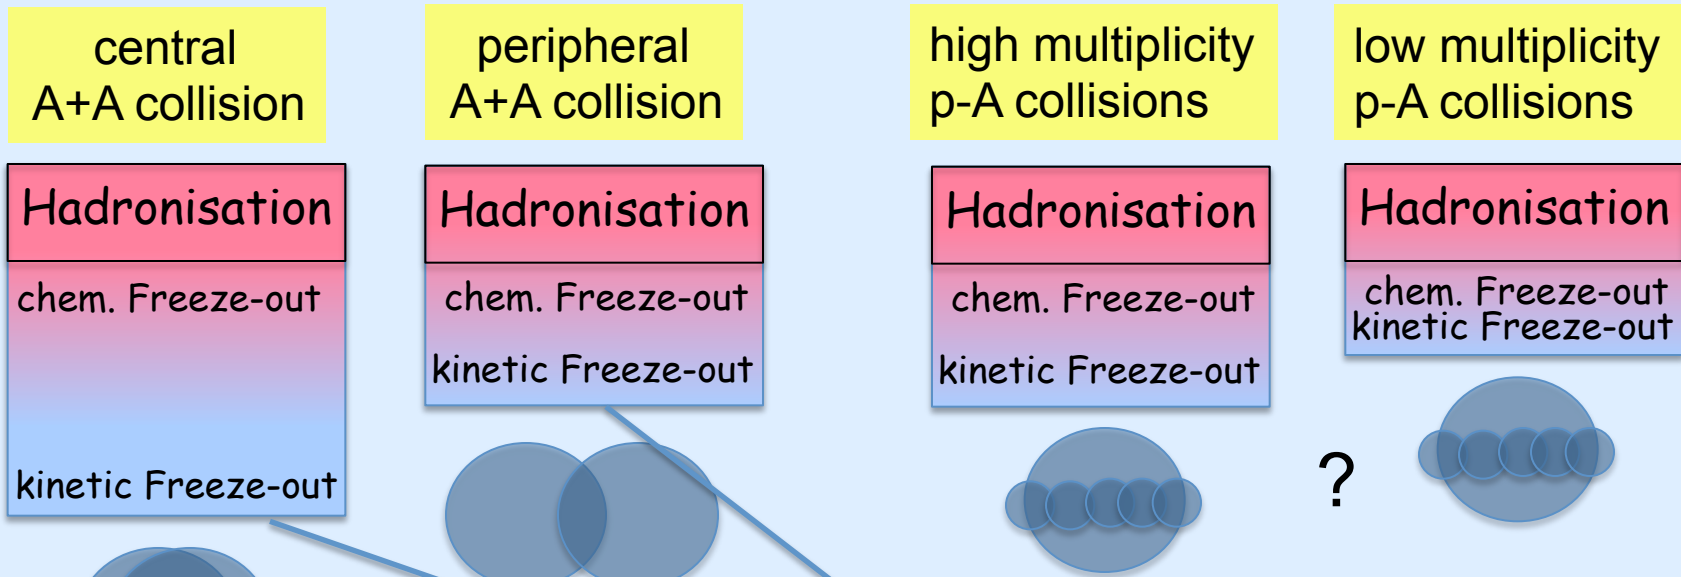 central
A+A collision
peripheral
A+A collision
high multiplicity
p-A collisions
low multiplicity
p-A collisions
Hadronisation
chem. Freeze-out
kinetic Freeze-out
Hadronisation
chem. Freeze-out
kinetic Freeze-out
Hadronisation
chem. Freeze-out
kinetic Freeze-out
Hadronisation
chem. Freeze-out
kinetic Freeze-out
?